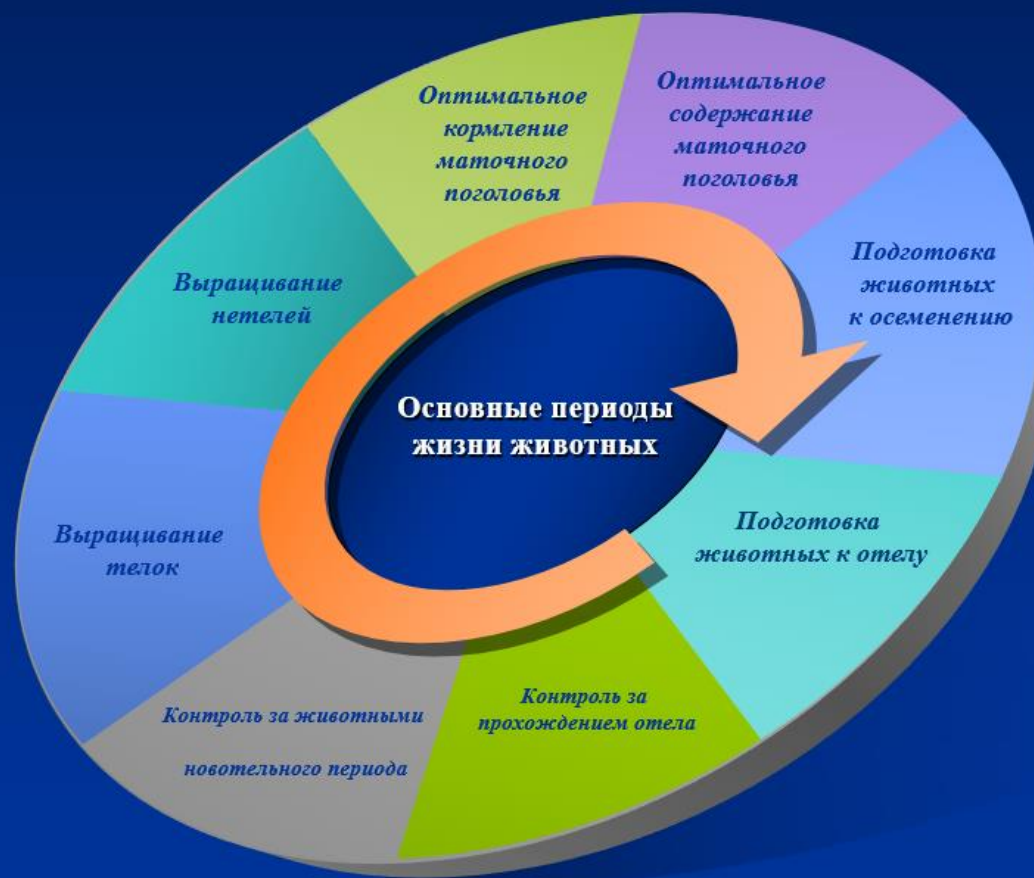 Оптимальное
кормление
маточного
поголовья
Оптимальное
содержание
маточного
поголовья
Подготовка
животных
к осеменению
Подготовка
животных к отелу
Контроль за
прохождением отела
Контроль за животными
новотельного периода
Выращивание
телок
Выращивание
нетелей
Основные периоды
жизни животных